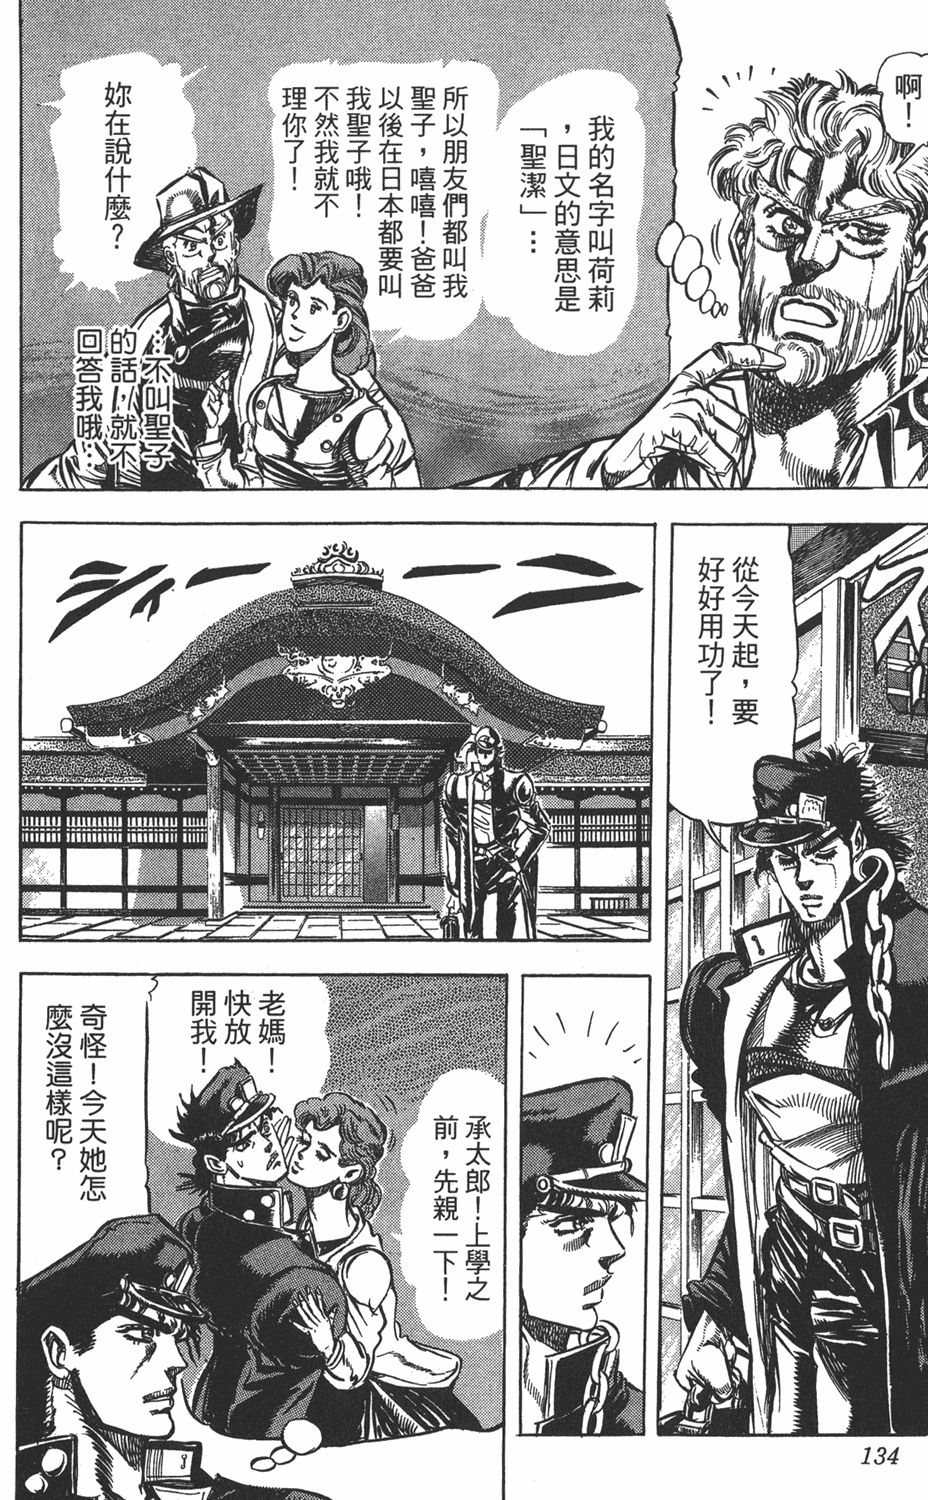 啊！
我的名字叫荷莉
，日文的意思是
「聖潔」…
所以朋友們都叫我
聖子，嘻嘻！爸爸
以後在日本都要叫
我聖子哦！
不然我就不
理你了！
妳在說什麼？
…不叫聖子
的話，就不
回答我哦…
從今天起，要
好好用功了！
シィーーン
承太郎！上學之
前，先親一下！
老媽！
快放
開我！
奇怪！今天她怎
麼沒這樣呢？
134